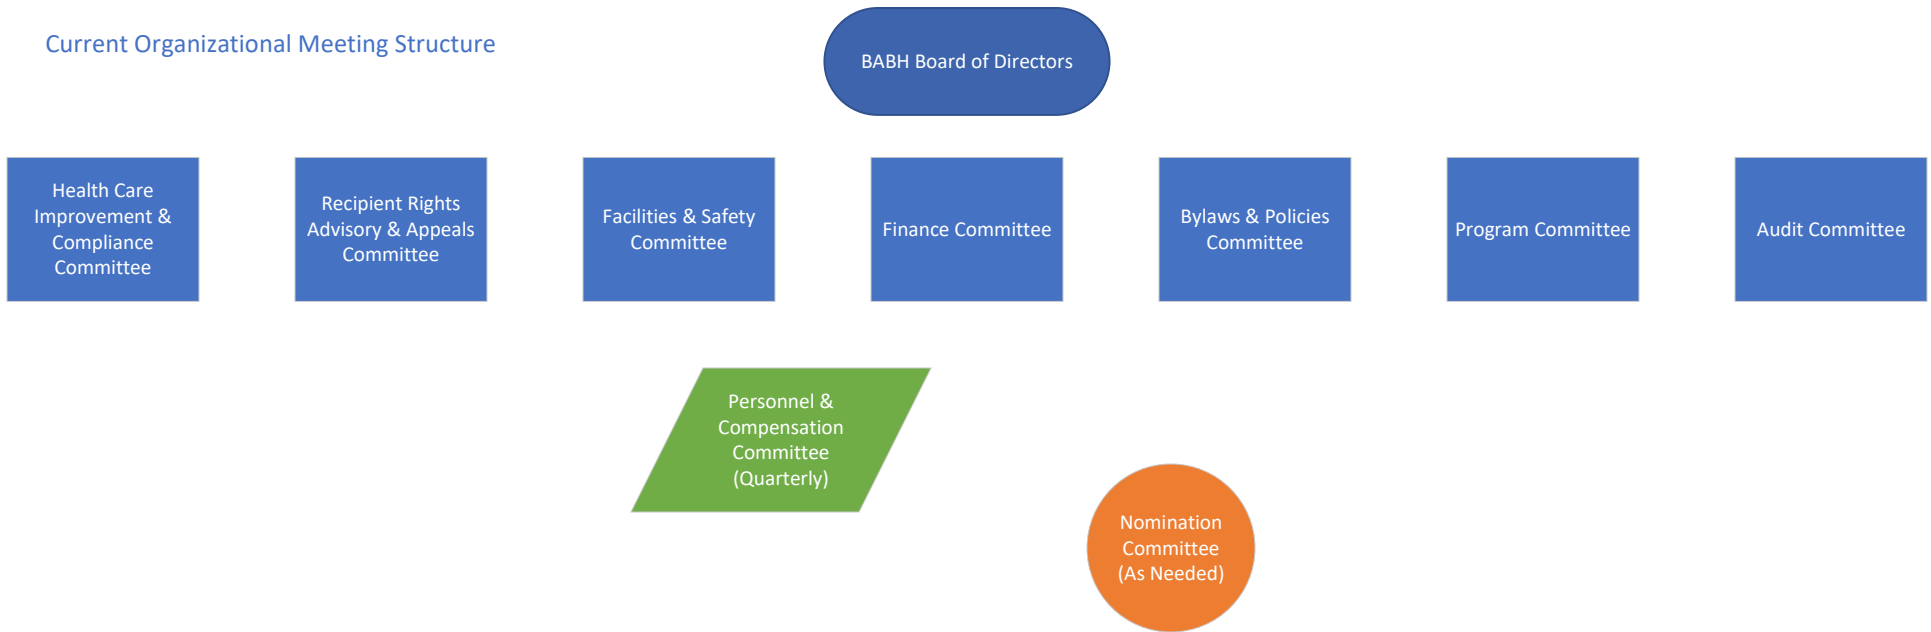 Current Organizational Meeting Structure
BABH Board of Directors
Health Care
Improvement &
Compliance
Committee
Recipient Rights
Advisory & Appeals
Committee
Facilities & Safety
Committee
Finance Committee
Bylaws & Policies
Committee
Program Committee
Audit Committee
Personnel &
Compensation
Committee
(Quarterly)
Nomination
Committee
(As Needed)